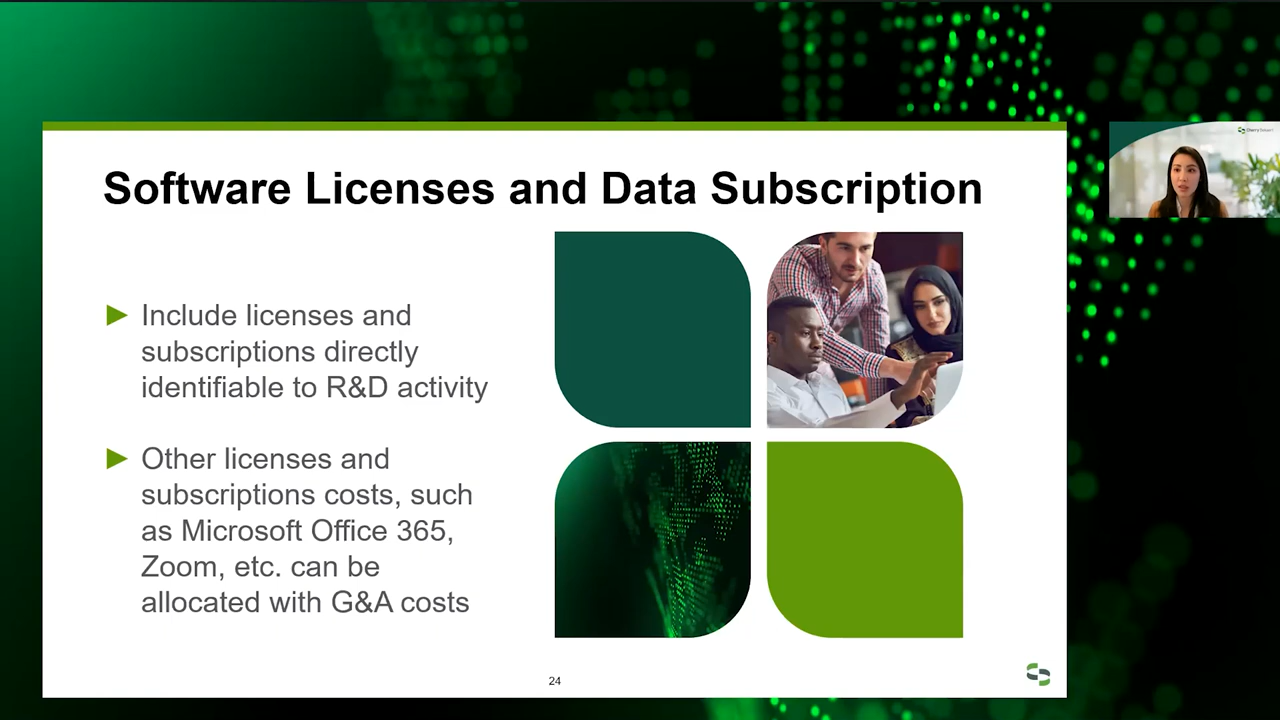 Software Licenses and Data Subscription
Include licenses and
subscriptions directly
identifiable to R&D activity
Other licenses and
subscriptions costs, such
as Microsoft Office 365,
Zoom, etc. can be
allocated with G&A costs
24